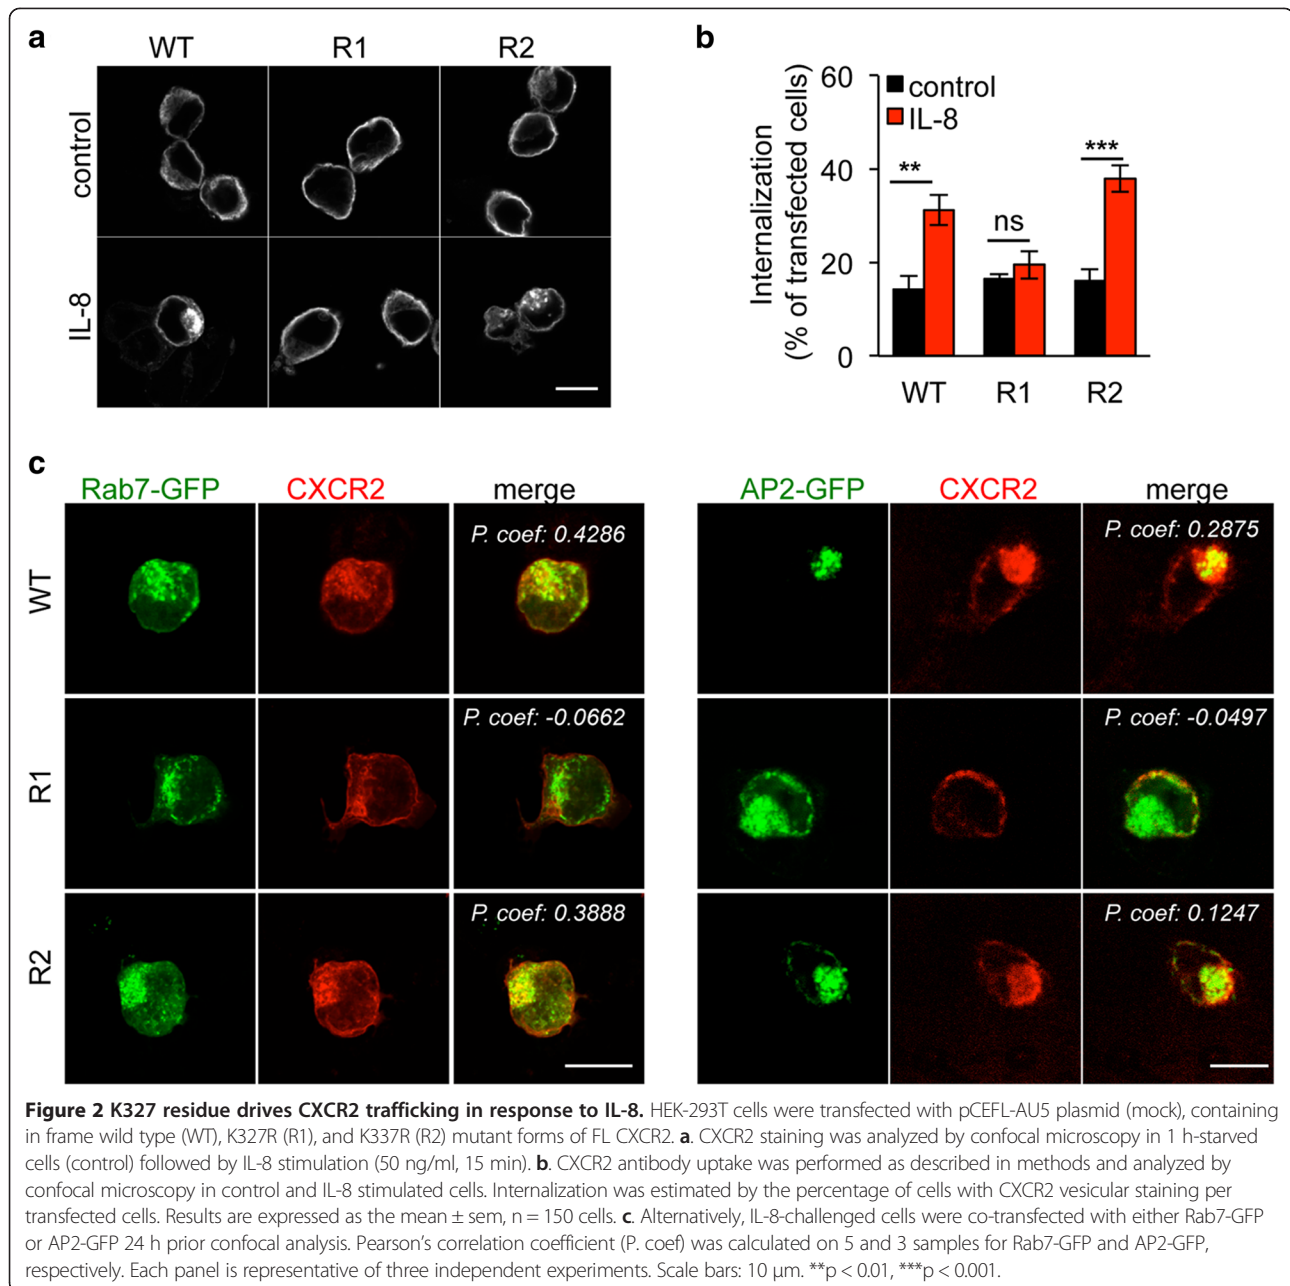 a
WT R1 R2
control
IL-8
b
Internalization
(% of transfected cells)
60
40
20
0
control
IL-8
**
ns
***
WT R1 R2
c
Rab7-GFP CXCR2 merge AP2-GFP CXCR2 merge
WT
P. coef: 0.4286
P. coef: 0.2875
R1
P. coef: -0.0662
P. coef: -0.0497
R2
P. coef: 0.3888
P. coef: 0.1247
Figure 2 K327 residue drives CXCR2 trafficking in response to IL-8. HEK-293T cells were transfected with pCEFL-AU5 plasmid (mock), containing
in frame wild type (WT), K327R (R1), and K337R (R2) mutant forms of FL CXCR2. a. CXCR2 staining was analyzed by confocal microscopy in 1 h-starved
cells (control) followed by IL-8 stimulation (50 ng/ml, 15 min). b. CXCR2 antibody uptake was performed as described in methods and analyzed by
confocal microscopy in control and IL-8 stimulated cells. Internalization was estimated by the percentage of cells with CXCR2 vesicular staining per
transfected cells. Results are expressed as the mean ± sem, n = 150 cells. c. Alternatively, IL-8-challenged cells were co-transfected with either Rab7-GFP
or AP2-GFP 24 h prior confocal analysis. Pearson's correlation coefficient (P. coef) was calculated on 5 and 3 samples for Rab7-GFP and AP2-GFP,
respectively. Each panel is representative of three independent experiments. Scale bars: 10 μm. **p < 0.01, ***p < 0.001.